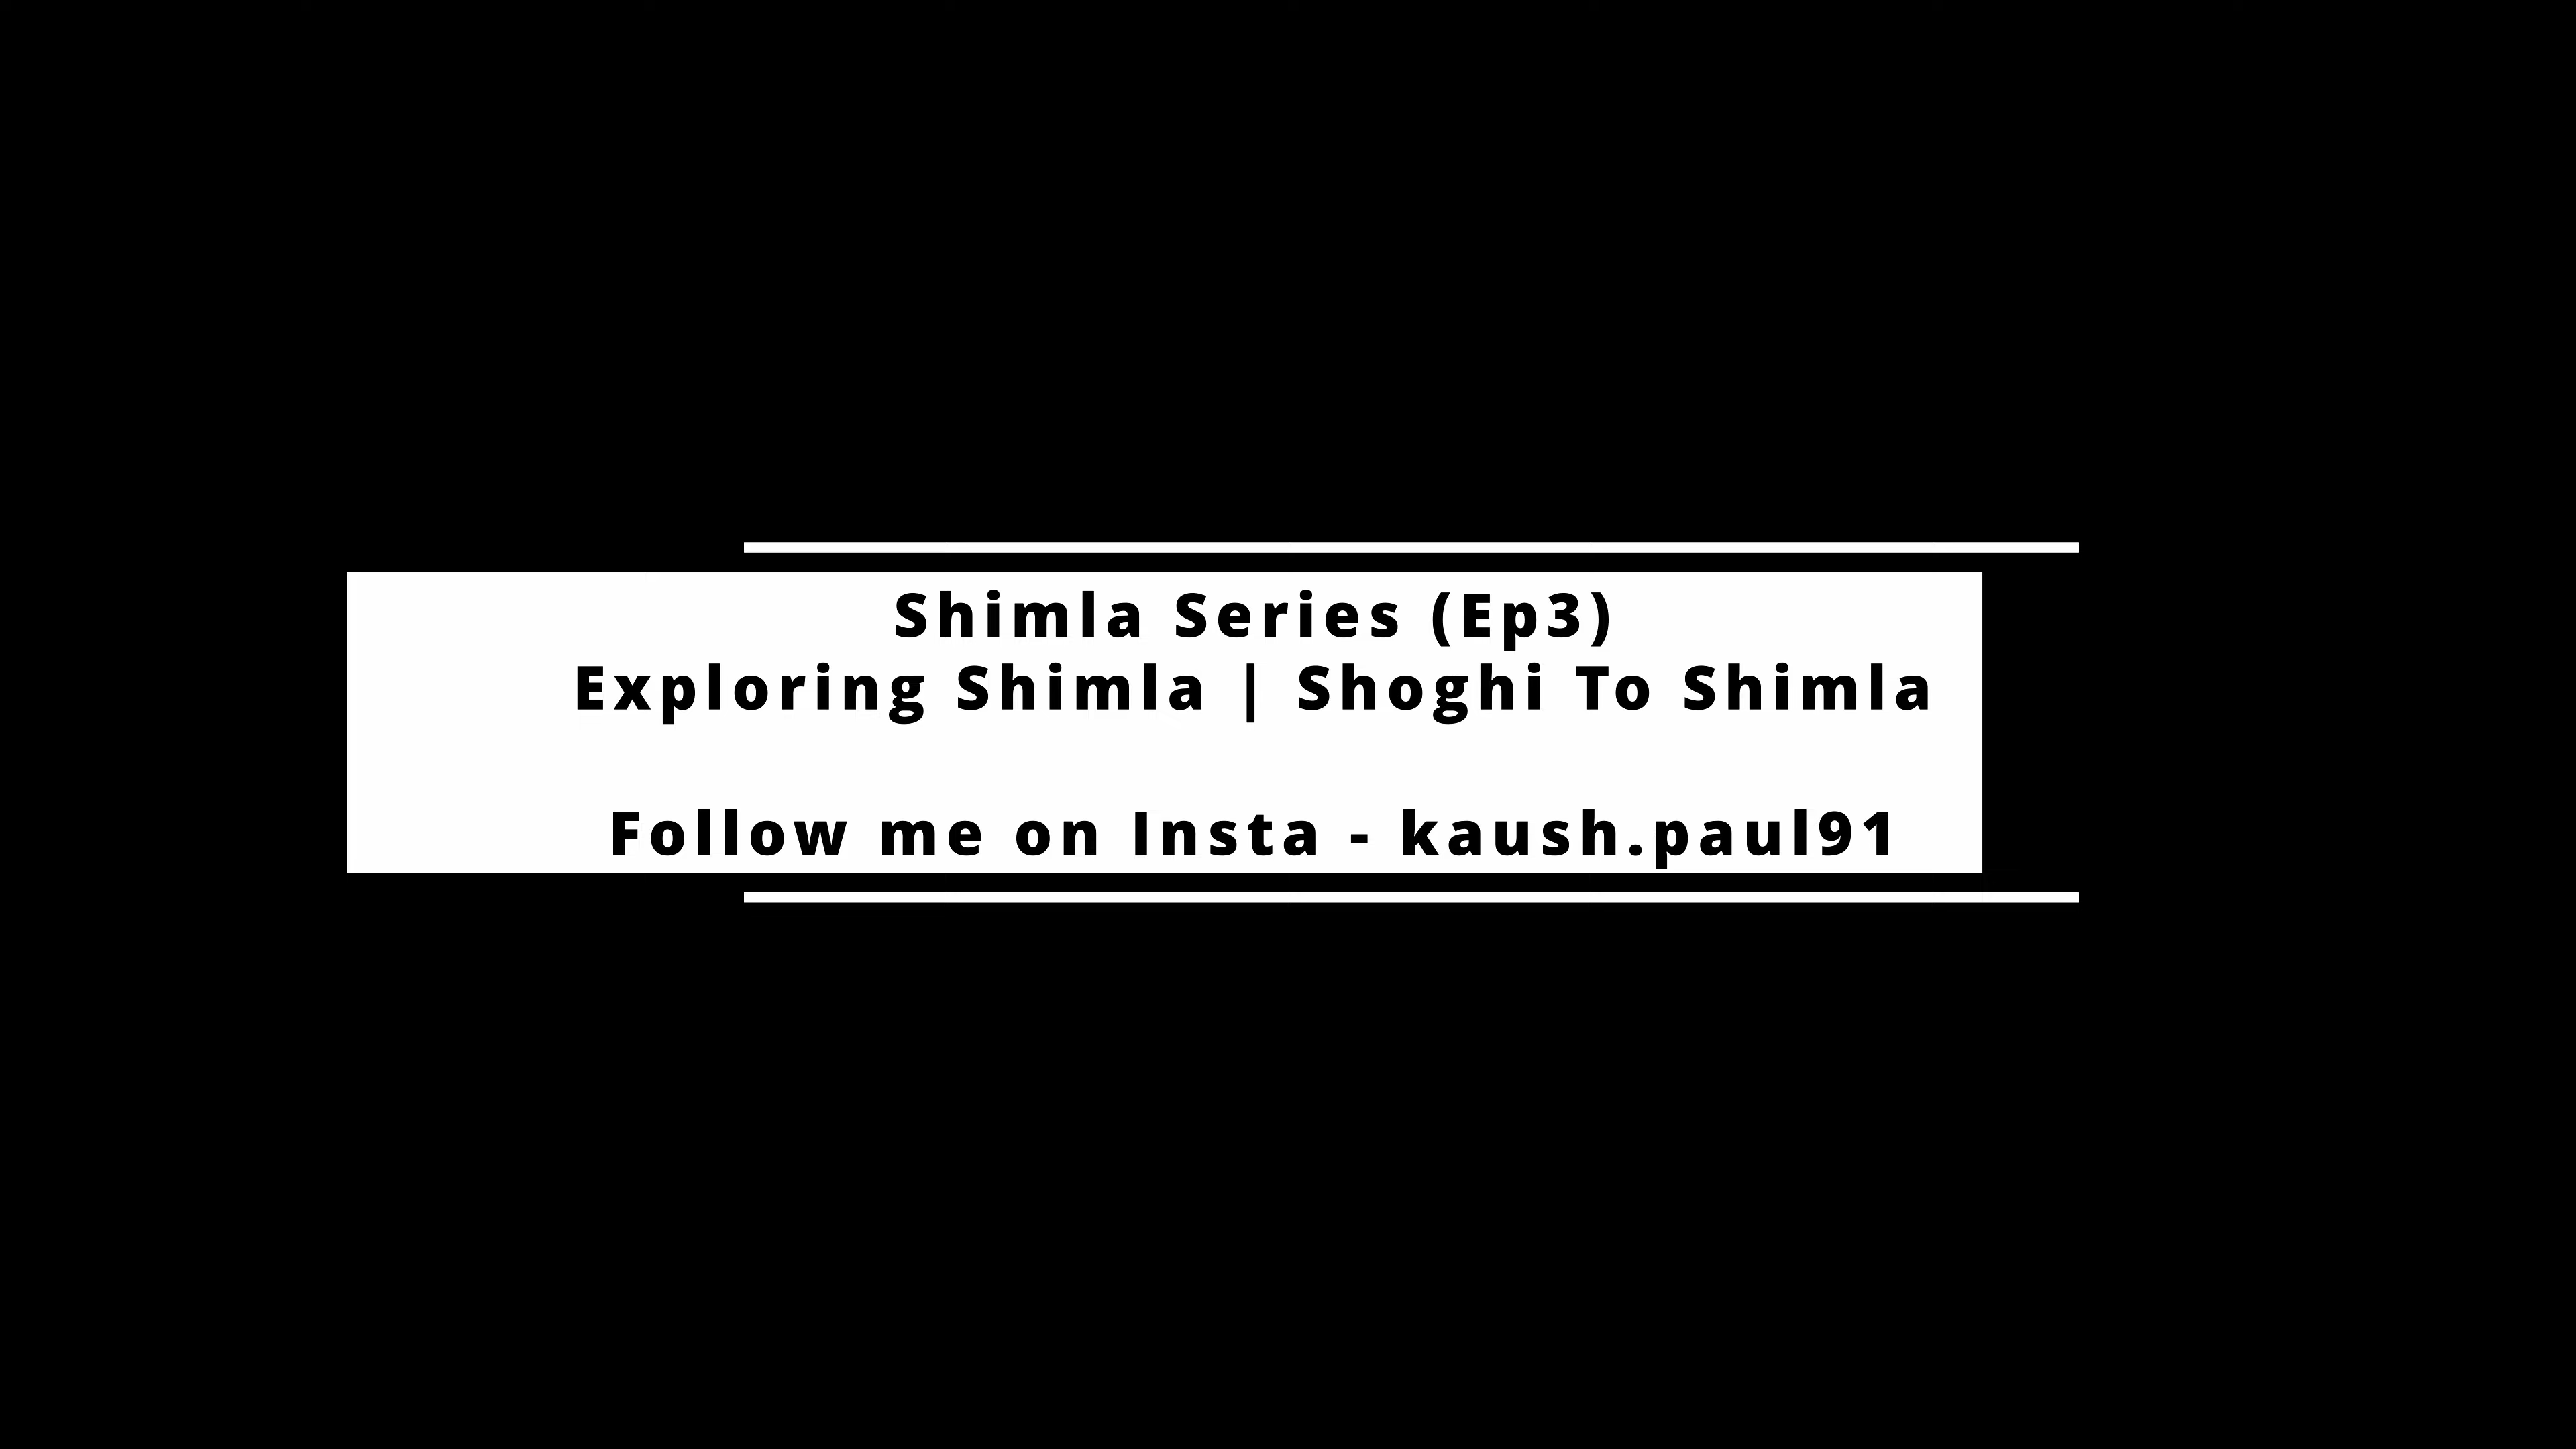 Shimla Series (Ep3)
Exploring Shimla | Shoghi To Shimla
Follow me on Insta - kaush.paul91